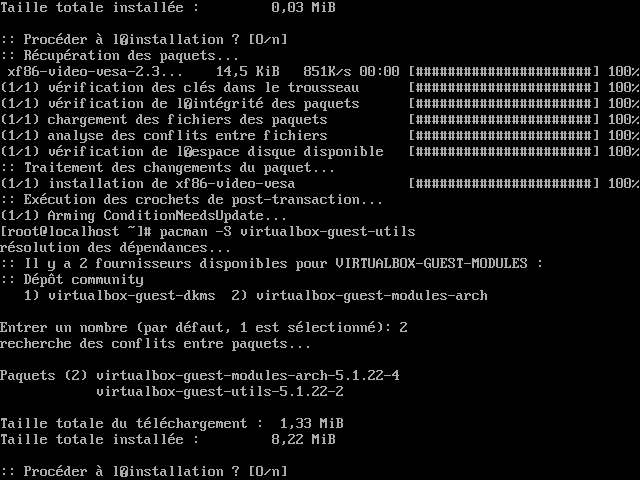 Taille totale installée :         0,03 MiB
:: Procéder à l�installation ? [O/n]
:: Récupération des paquets...
 xf86-video-vesa-2.3...    14,5 KiB   851K/s 00:00 [######################] 100%
(1/1) vérification des clés dans le trousseau      [######################] 100%
(1/1) vérification de l�intégrité des paquets      [######################] 100%
(1/1) chargement des fichiers des paquets          [######################] 100%
(1/1) analyse des conflits entre fichiers          [######################] 100%
(1/1) vérification de l�espace disque disponible   [######################] 100%
:: Traitement des changements du paquet...
(1/1) installation de xf86-video-vesa              [######################] 100%
:: Exécution des crochets de post-transaction...
(1/1) Arming ConditionNeedsUpdate...
[root@localhost ~]# pacman -S virtualbox-guest-utils
résolution des dépendances...
:: Il y a 2 fournisseurs disponibles pour VIRTUALBOX-GUEST-MODULES :
:: Dépôt community
   1) virtualbox-guest-dkms  2) virtualbox-guest-modules-arch
Entrer un nombre (par défaut, 1 est sélectionné): 2
recherche des conflits entre paquets...
Paquets (2) virtualbox-guest-modules-arch-5.1.22-4
            virtualbox-guest-utils-5.1.22-2
Taille totale du téléchargement :  1,33 MiB
Taille totale installée :         8,22 MiB
:: Procéder à l�installation ? [O/n]